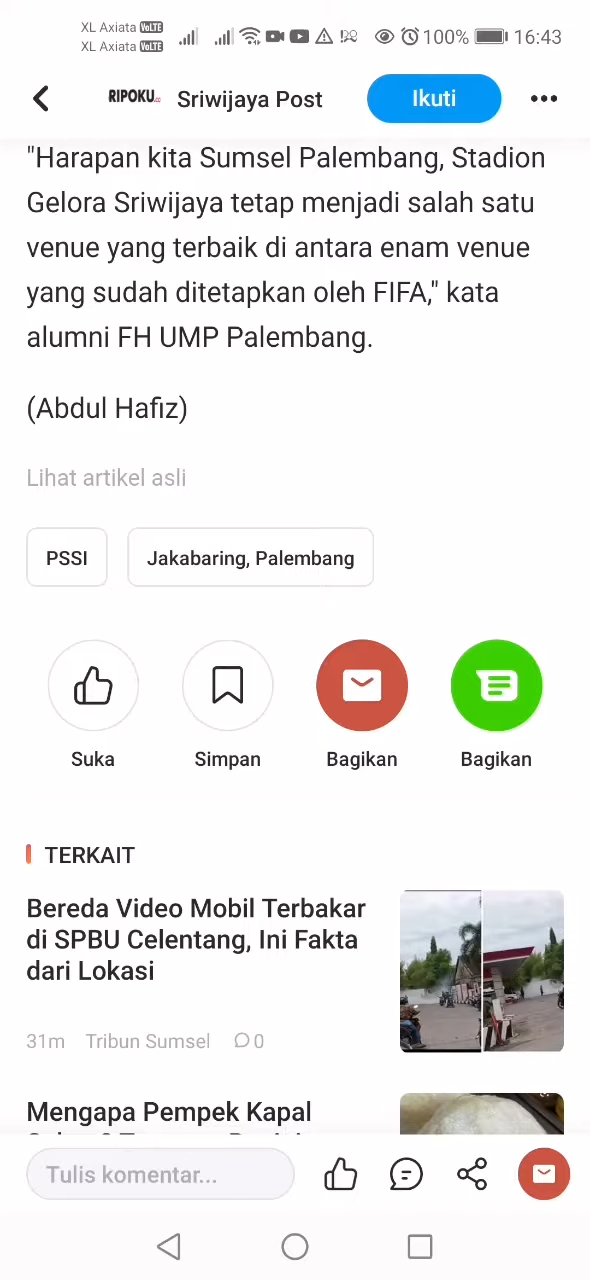 XL Axiata VoLTE
XL Axiata VoLTE
100% 16:43
RIPOKU.
Sriwijaya Post
Ikuti
"Harapan kita Sumsel Palembang, Stadion
Gelora Sriwijaya tetap menjadi salah satu
venue yang terbaik di antara enam venue
yang sudah ditetapkan oleh FIFA," kata
alumni FH UMP Palembang.
(Abdul Hafiz)
Lihat artikel asli
PSSI
Jakabaring, Palembang
Suka
Simpan
Bagikan
Bagikan
TERKAIT
Bereda Video Mobil Terbakar
di SPBU Celentang, Ini Fakta
dari Lokasi
31m Tribun Sumsel 0
Mengapa Pempek Kapal
Tulis komentar...